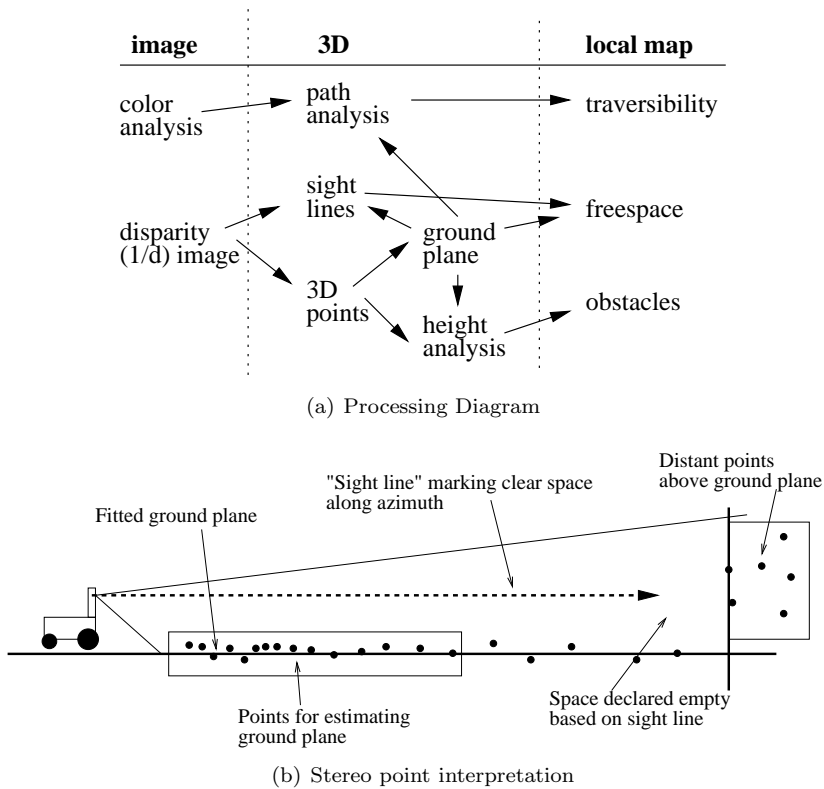 image 3D local map
color
analysis
path
analysis
traversibility
sight
lines
freespace
disparity
(1/d) image
ground
plane
3D
points
obstacles
height
analysis
(a) Processing Diagram
Distant points
above ground plane
"Sight line" marking clear space
along azimuth
Fitted ground plane
Points for estimating
ground plane
Space declared empty
based on sight line
(b) Stereo point interpretation